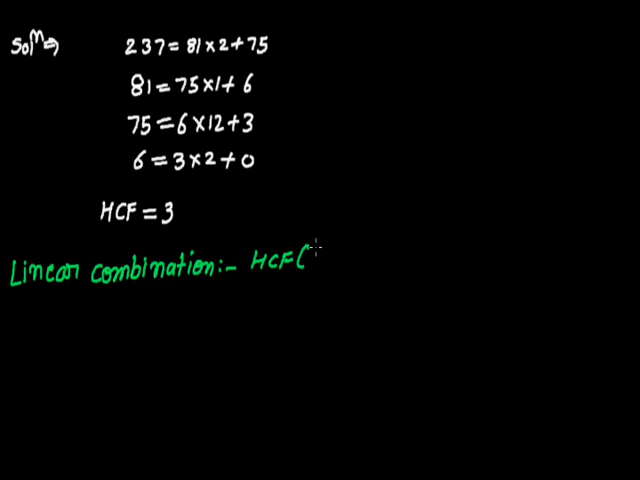 Solⁿ⇒ 237 = 81 × 2 + 75
81 = 75 × 1 + 6
75 = 6 × 12 + 3
6 = 3 × 2 + 0
HCF = 3
Linear combination:- HCF(